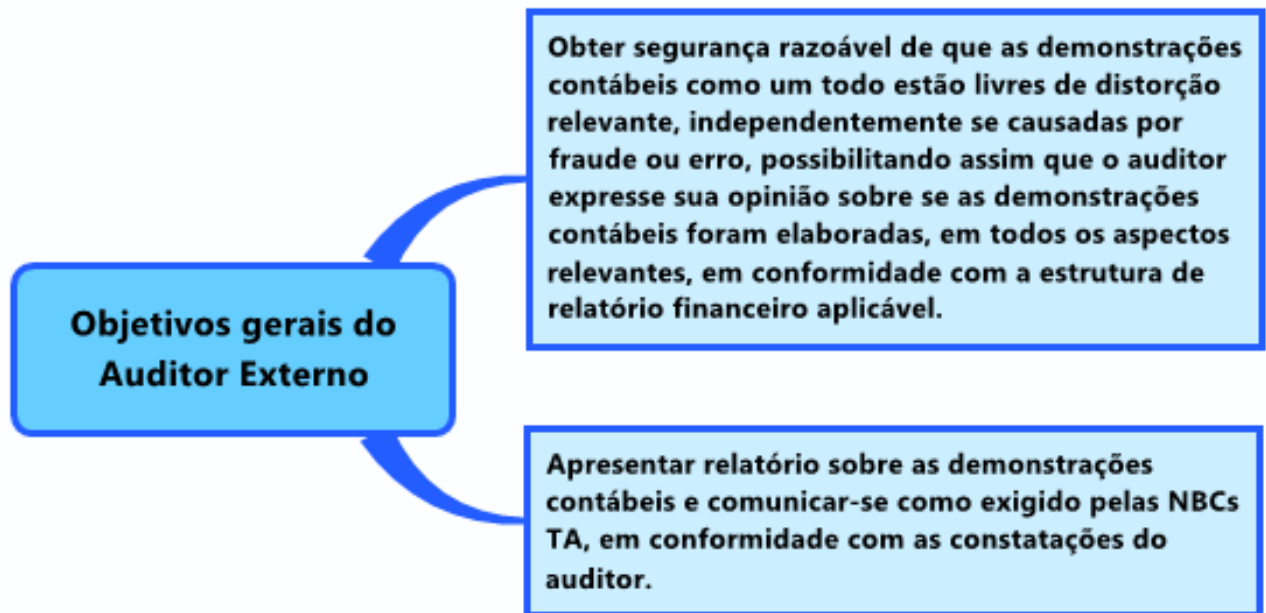 Objetivos gerais do
Auditor Externo
Obter segurança razoável de que as demonstrações
contábeis como um todo estão livres de distorção
relevante, independentemente se causadas por
fraude ou erro, possibilitando assim que o auditor
expresse sua opinião sobre se as demonstrações
contábeis foram elaboradas, em todos os aspectos
relevantes, em conformidade com a estrutura de
relatório financeiro aplicável.
Apresentar relatório sobre as demonstrações
contábeis e comunicar-se como exigido pelas NBCs
TA, em conformidade com as constatações do
auditor.